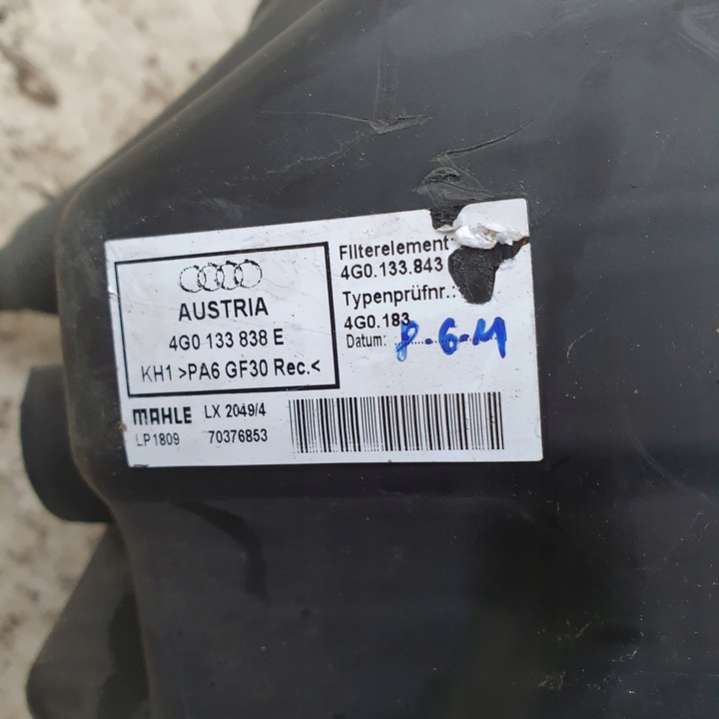 AUSTRIA
4G0 133 838 E
KH1 >PA6 GF30 Rec.<
MAHLE LX 2049/4
LP1809 70376853
Filterelement
4G0.133.843
Typenprüfnr.:
4G0.183
Datum: 8-6-11